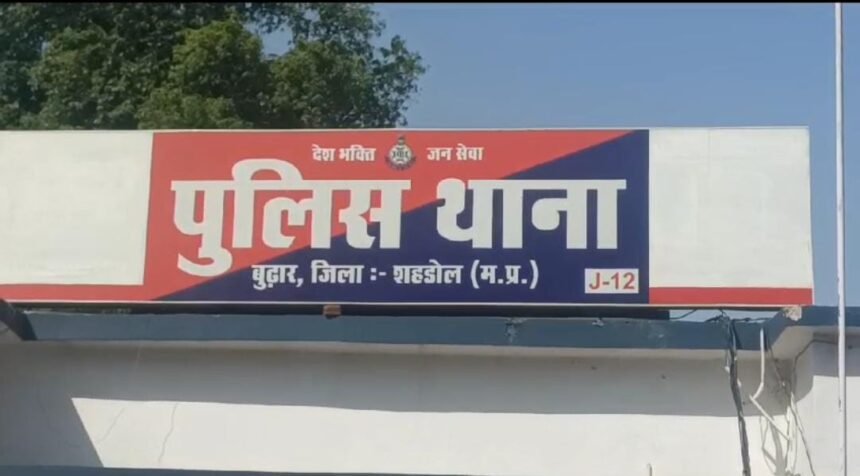 देश भक्ति जन सेवा
पुलिस थाना
बुढ़ार, जिला :- शहडोल (म.प्र.)
J-12